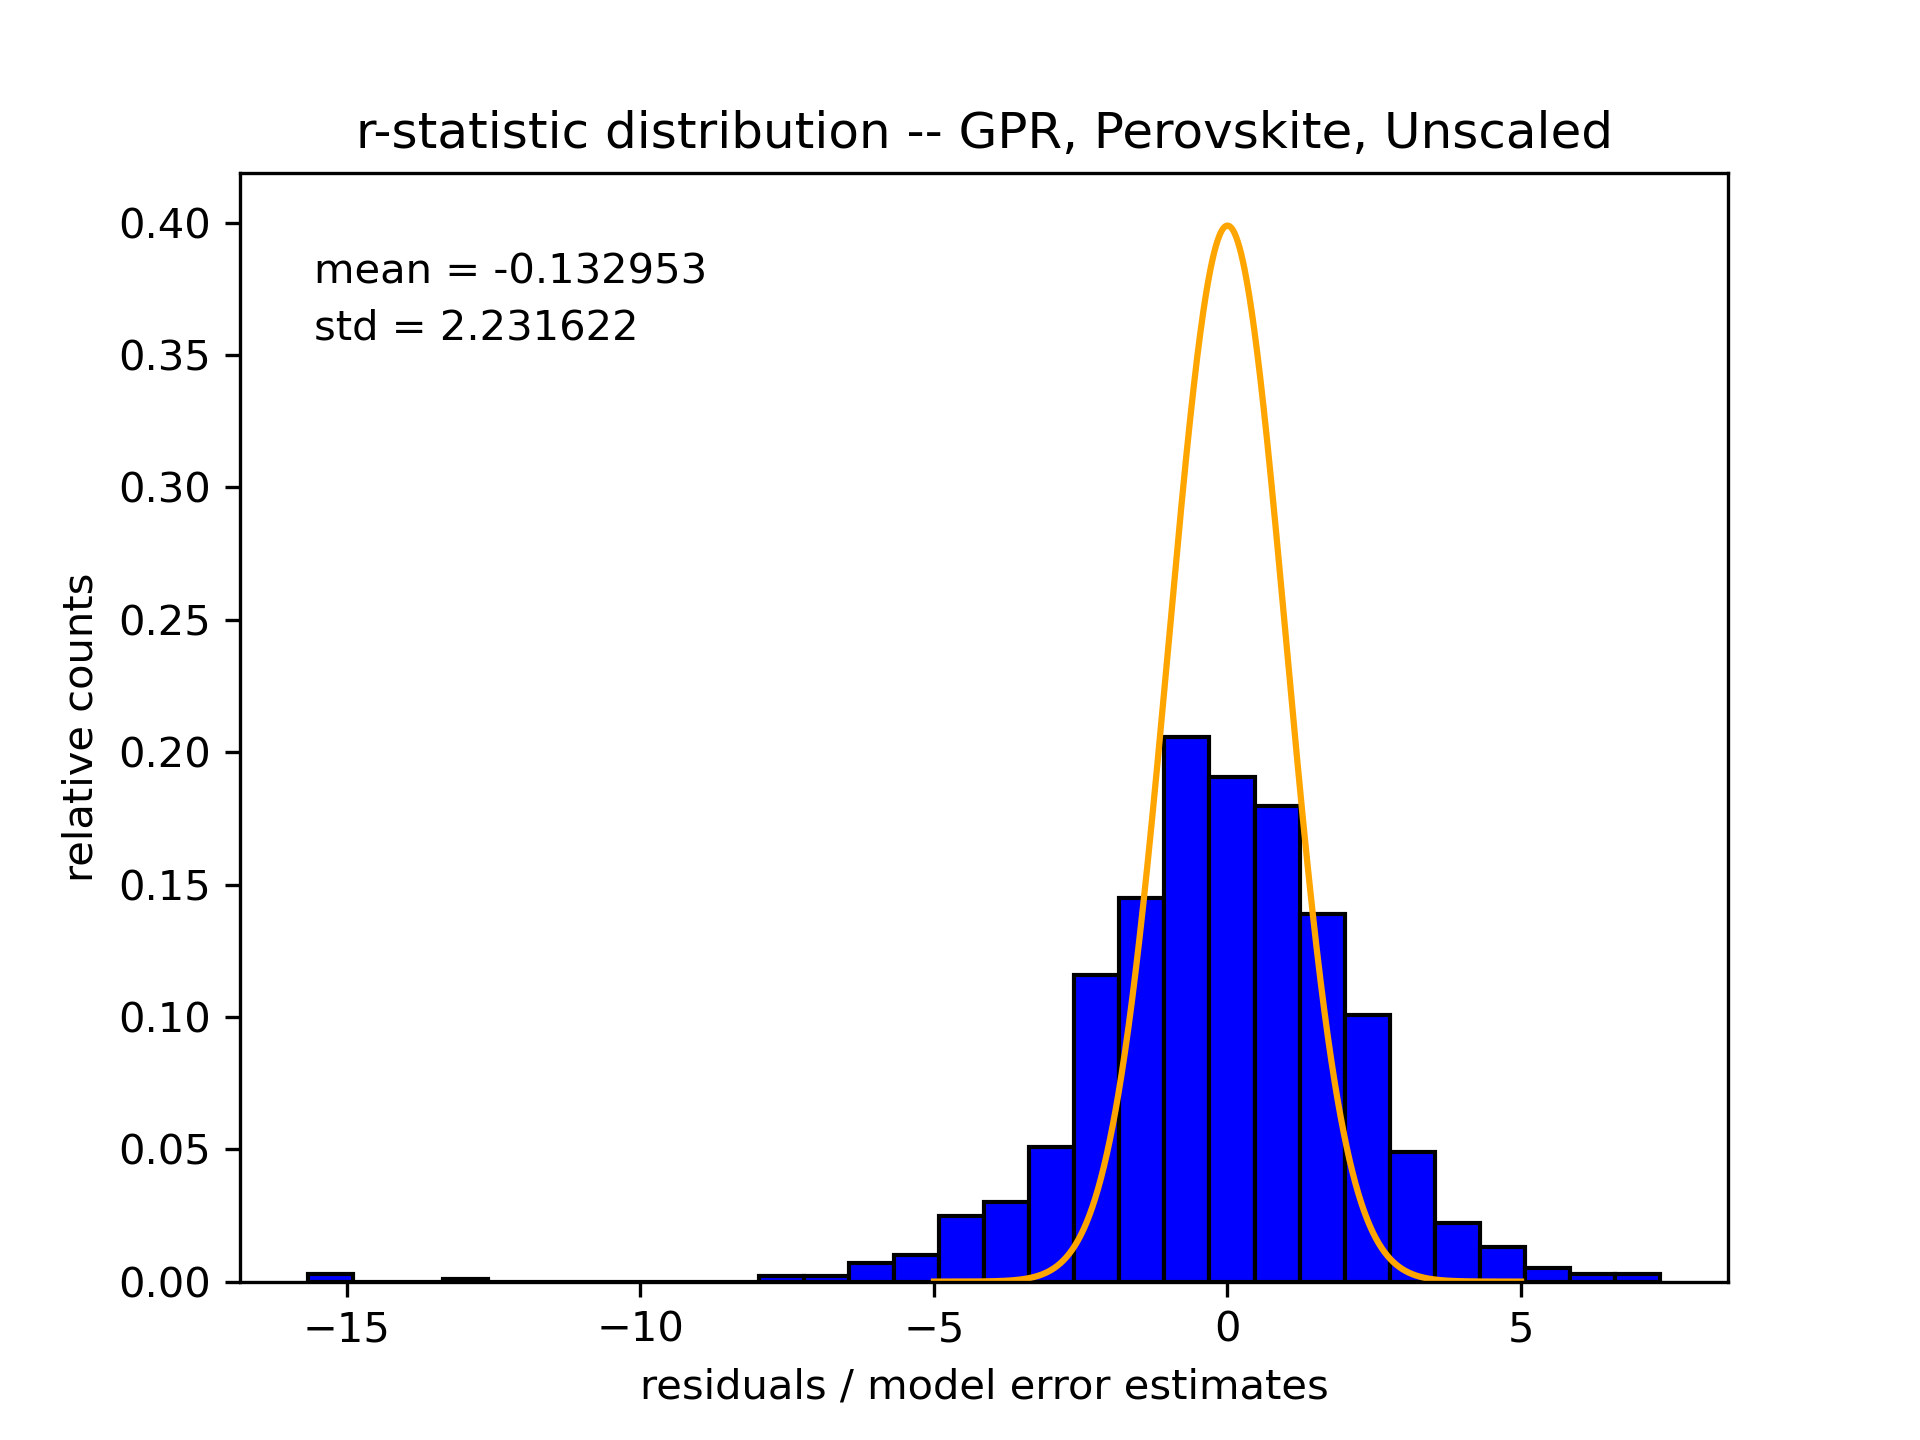 r-statistic distribution -- GPR, Perovskite, Unscaled
mean = -0.132953
std = 2.231622
0.40
0.35
0.30
0.25
0.20
0.15
0.10
0.05
0.00
relative counts
−15 −10 −5 0 5
residuals / model error estimates